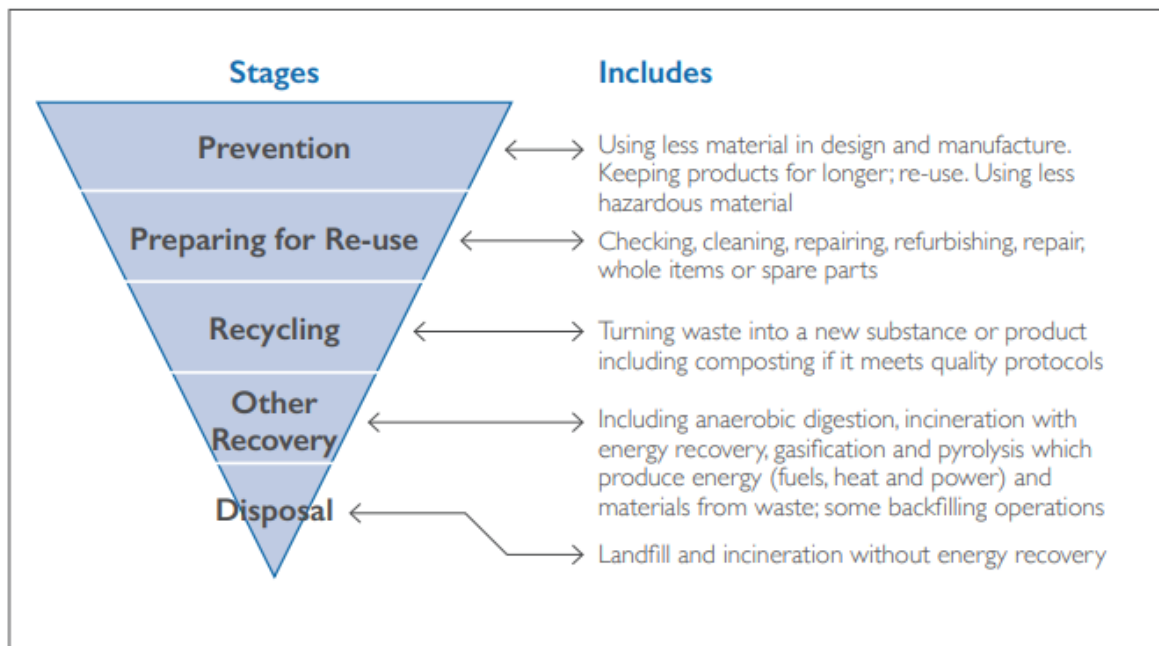 Stages
Includes
Prevention
Using less material in design and manufacture.
Keeping products for longer; re-use. Using less
hazardous material
Preparing for Re-use
Checking, cleaning, repairing, refurbishing, repair,
whole items or spare parts
Recycling
Turning waste into a new substance or product
including composting if it meets quality protocols
Other
Recovery
Including anaerobic digestion, incineration with
energy recovery, gasification and pyrolysis which
produce energy (fuels, heat and power) and
materials from waste; some backfilling operations
Disposal
Landfill and incineration without energy recovery